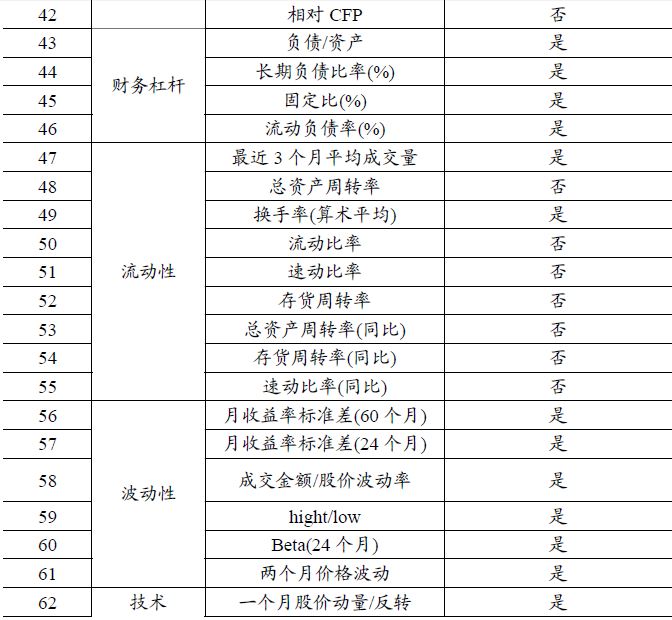 42 相对 CFP 否
43 负债/资产 是
44 长期负债比率(%) 是
财务杠杆
45 固定比(%) 是
46 流动负债率(%) 是
47 最近 3 个月平均成交量 是
48 总资产周转率 否
49 换手率(算术平均) 是
50 流动比率 否
51 流动性 速动比率 否
52 存货周转率 否
53 总资产周转率(同比) 否
54 存货周转率(同比) 否
55 速动比率(同比) 否
56 月收益率标准差(60 个月) 是
57 月收益率标准差(24 个月) 是
58 成交金额/股价波动率 是
波动性
59 hight/low 是
60 Beta(24 个月) 是
61 两个月价格波动 是
62 技术 一个月股价动量/反转 是